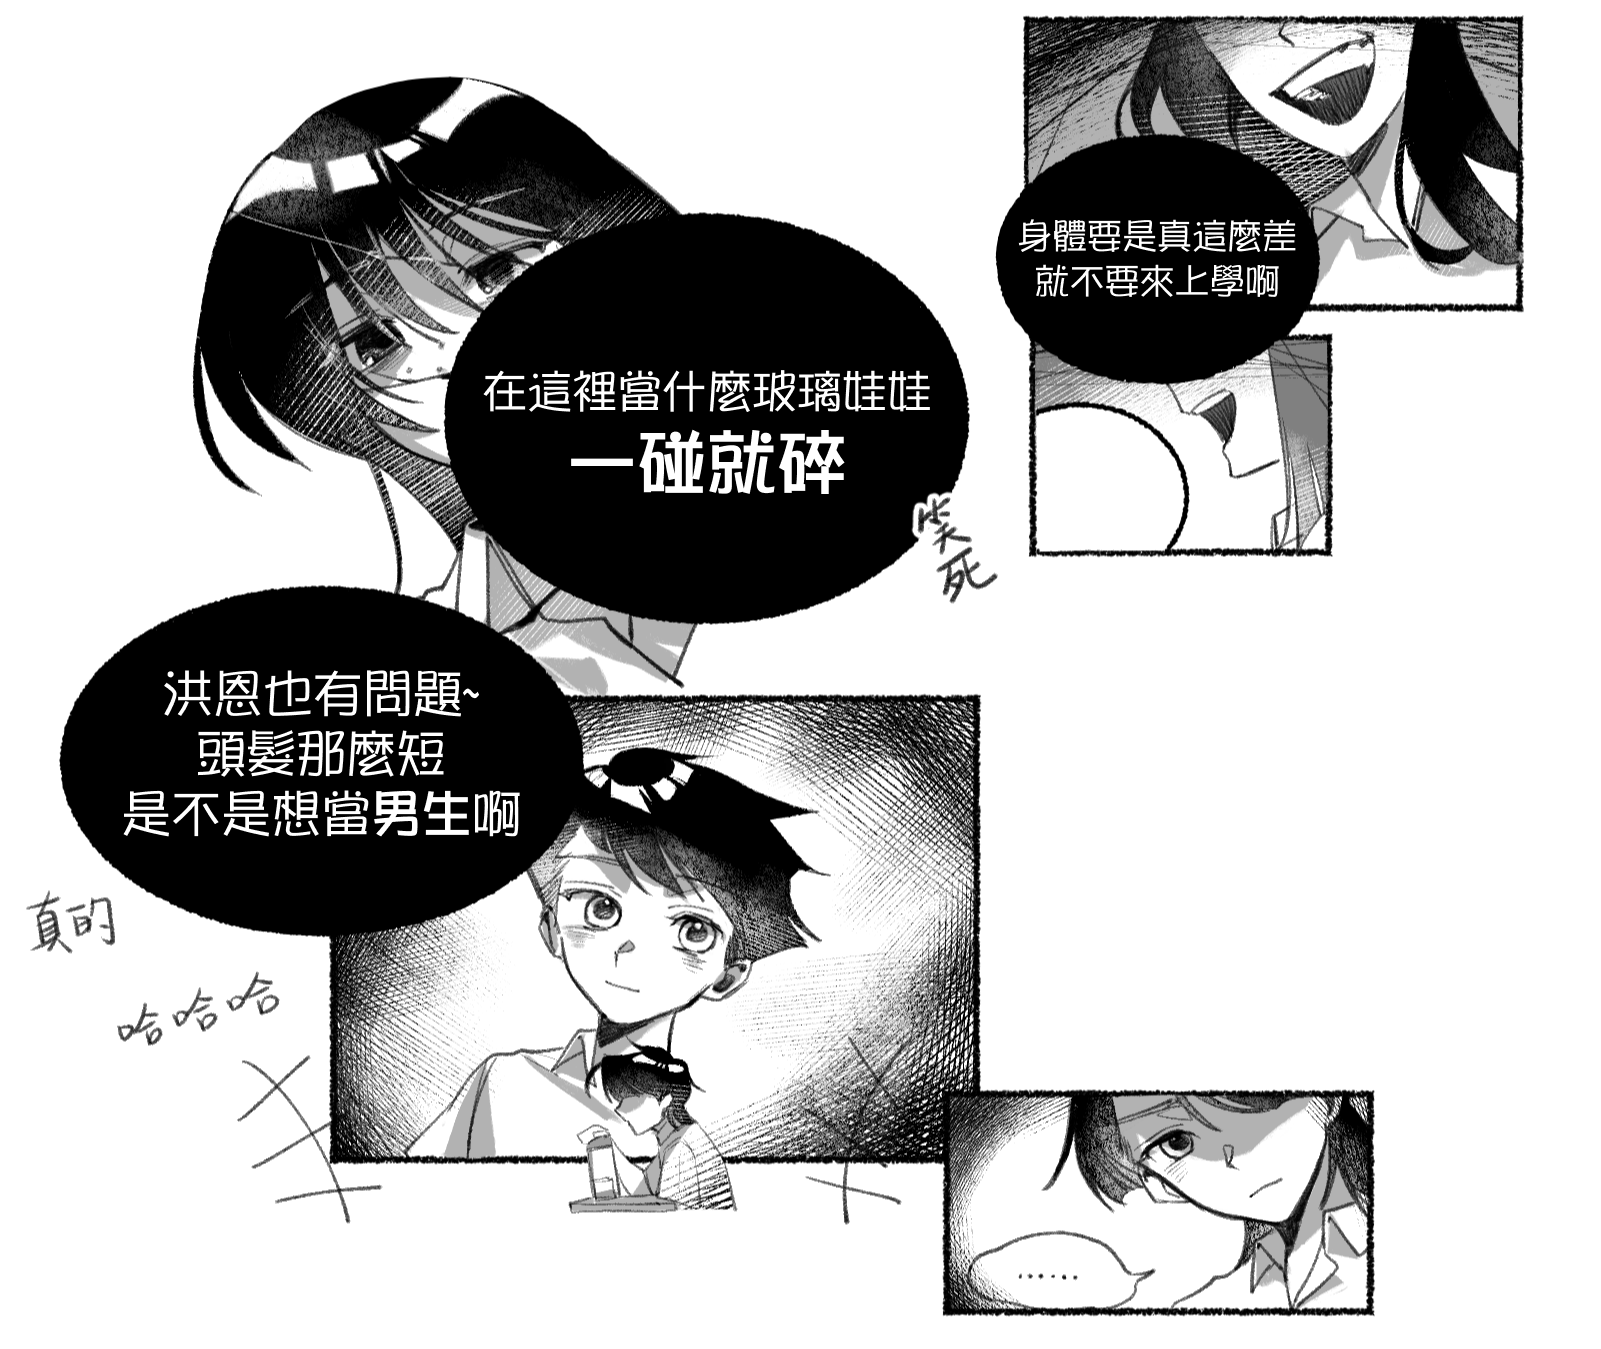 身體要是真這麼差
就不要來上學啊
在這裡當什麼玻璃娃娃
一碰就碎
笑死
洪恩也有問題~
頭髮那麼短
是不是想當男生啊
真的
哈哈哈
……